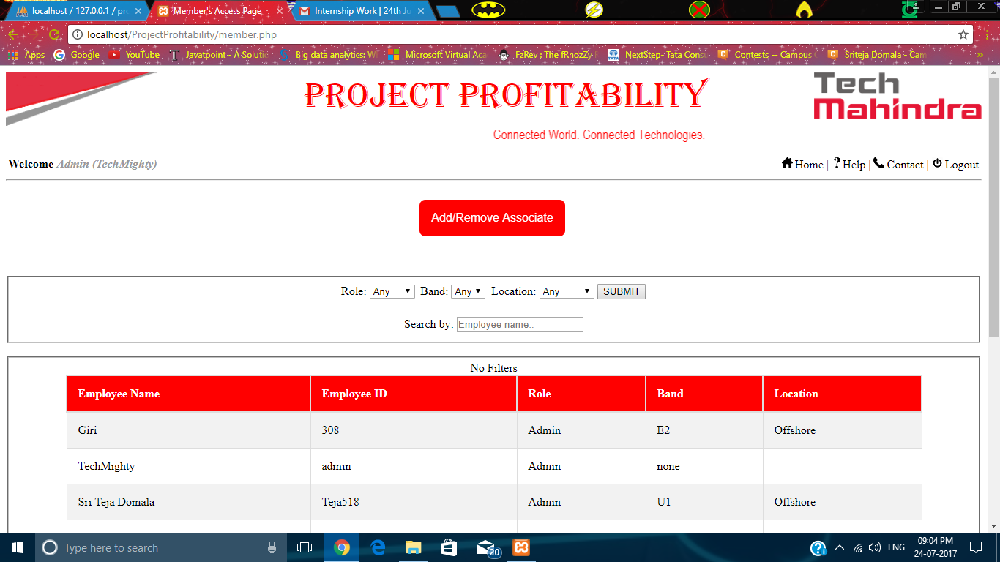 localhost / 127.0.0.1 / pro
Member's Access Page
Internship Work | 24th Ju
localhost/ProjectProfitability/member.php
Apps Google YouTube Javatpoint - A Soluti Big data analytics: W Microsoft Virtual Aca FzRev ; The fRndzZy TATA NextStep- Tata Consu Contests -- Campus Sriteja Domala - Cam »
PROJECT PROFITABILITY
Tech
Mahindra
Connected World. Connected Technologies.
Welcome Admin (TechMighty)
Home | ? Help | Contact | Logout
Add/Remove Associate
Role: Any Band: Any Location: Any SUBMIT
Search by: Employee name..
No Filters
Employee Name Employee ID Role Band Location
Giri 308 Admin E2 Offshore
TechMighty admin Admin none
Sri Teja Domala Teja518 Admin U1 Offshore
Type here to search
20
ENG
09:04 PM
24-07-2017